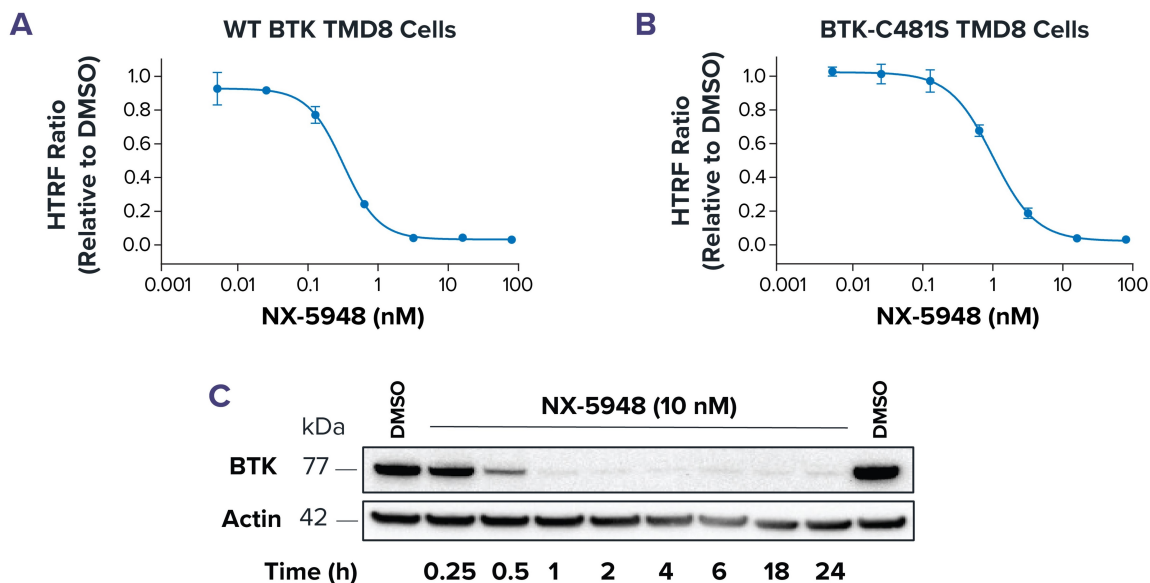 A
WT BTK TMD8 Cells
HTRF Ratio
(Relative to DMSO)
1.0
0.8
0.6
0.4
0.2
0.0
0.001 0.01 0.1 1 10 100
NX-5948 (nM)
B
BTK-C481S TMD8 Cells
HTRF Ratio
(Relative to DMSO)
1.0
0.8
0.6
0.4
0.2
0.0
0.001 0.01 0.1 1 10 100
NX-5948 (nM)
C
DMSO
NX-5948 (10 nM)
DMSO
kDa
BTK 77
Actin 42
Time (h) 0.25 0.5 1 2 4 6 18 24